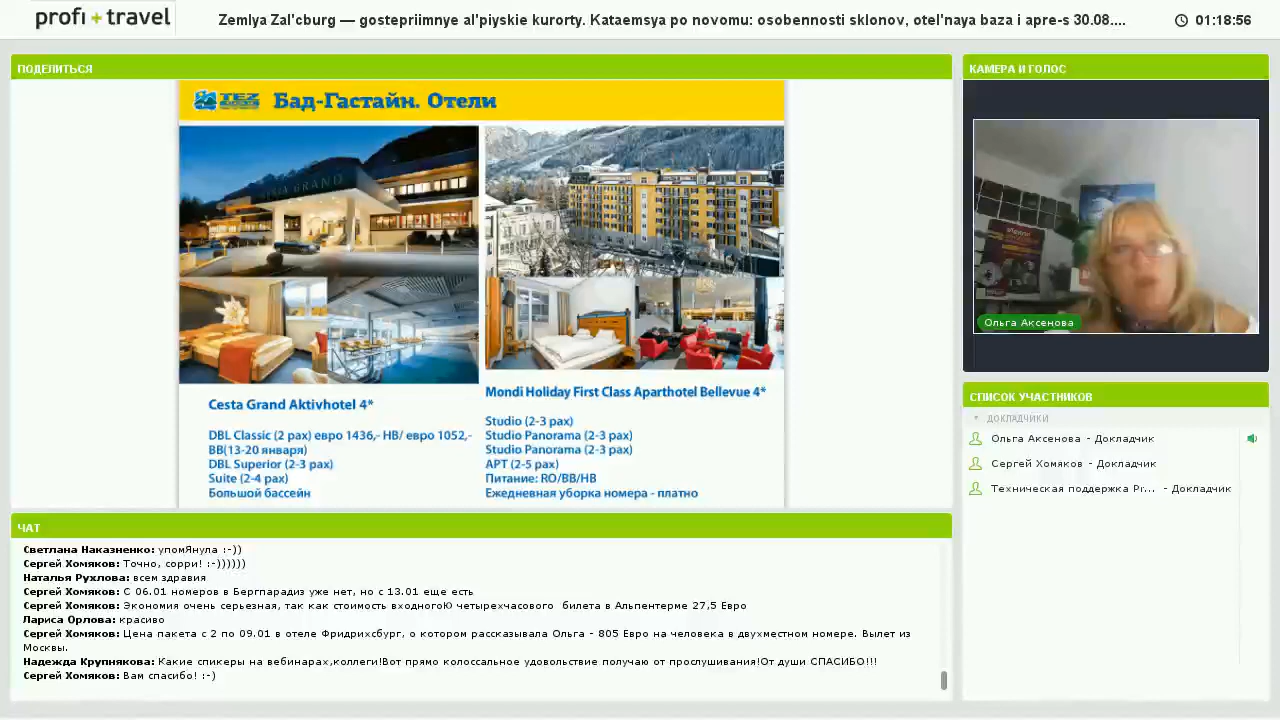 profi + travel
Zemlya Zal'cburg — gostepriimnye al'piyskie kurorty. Kataemsya po novomu: osobennosti sklonov, otel'naya baza i apre-s 30.08....
01:18:56
ПОДЕЛИТЬСЯ
TEZ
Бад-Гастайн. Отели
CESTA GRAND
Cesta Grand Aktivhotel 4*
DBL Classic (2 pax) евро 1436,- HB/ евро 1052,-
BB(13-20 января)
DBL Superior (2-3 pax)
Suite (2-4 pax)
Большой бассейн
Mondi Holiday First Class Aparthotel Bellevue 4*
Studio (2-3 pax)
Studio Panorama (2-3 pax)
Studio Panorama (2-3 pax)
АРТ (2-5 pax)
Питание: RO/BB/HB
Ежедневная уборка номера - платно
КАМЕРА И ГОЛОС
Ольга Аксенова
СПИСОК УЧАСТНИКОВ
ДОКЛАДЧИКИ
Ольга Аксенова - Докладчик
Сергей Хомяков - Докладчик
Техническая поддержка Pr... - Докладчик
ЧАТ
Светлана Наказненко: упомЯнула :-))
Сергей Хомяков: Точно, сорри! :-))))))
Наталья Рухлова: всем здравия
Сергей Хомяков: С 06.01 номеров в Бергпарадиз уже нет, но с 13.01 еще есть
Сергей Хомяков: Экономия очень серьезная, так как стоимость входногоЮ четырехчасового билета в Альпентерме 27,5 Евро
Лариса Орлова: красиво
Сергей Хомяков: Цена пакета с 2 по 09.01 в отеле Фридрихсбург, о котором рассказывала Ольга - 805 Евро на человека в двухместном номере. Вылет из
Москвы.
Надежда Крупнякова: Какие спикеры на вебинарах,коллеги!Вот прямо колоссальное удовольствие получаю от прослушивания!От души СПАСИБО!!!
Сергей Хомяков: Вам спасибо! :-)